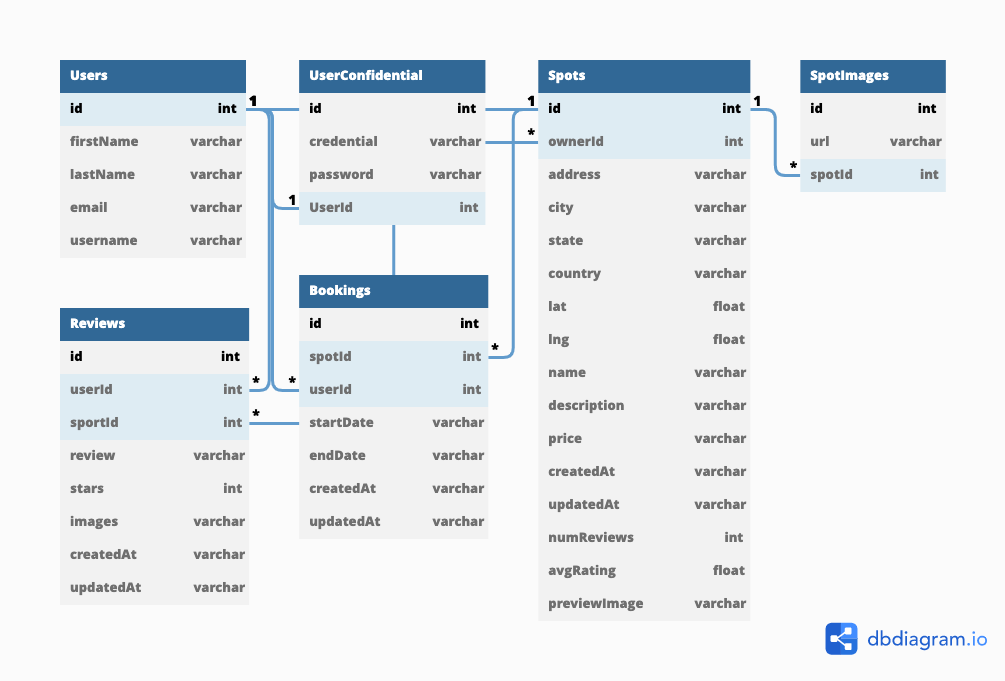 Users
id int
firstName varchar
lastName varchar
email varchar
username varchar
1
UserConfidential
id int
credential varchar
password varchar
UserId int
1
Spots
id int
ownerId int
address varchar
city varchar
state varchar
country varchar
lat float
lng float
name varchar
description varchar
price varchar
createdAt varchar
updatedAt varchar
numReviews int
avgRating float
previewImage varchar
1
*
1
SpotImages
id int
url varchar
spotId int
*
Reviews
id int
userId int
sportId int
review varchar
stars int
images varchar
createdAt varchar
updatedAt varchar
*
*
Bookings
id int
spotId int
userId int
startDate varchar
endDate varchar
createdAt varchar
updatedAt varchar
*
*
dbdiagram.io